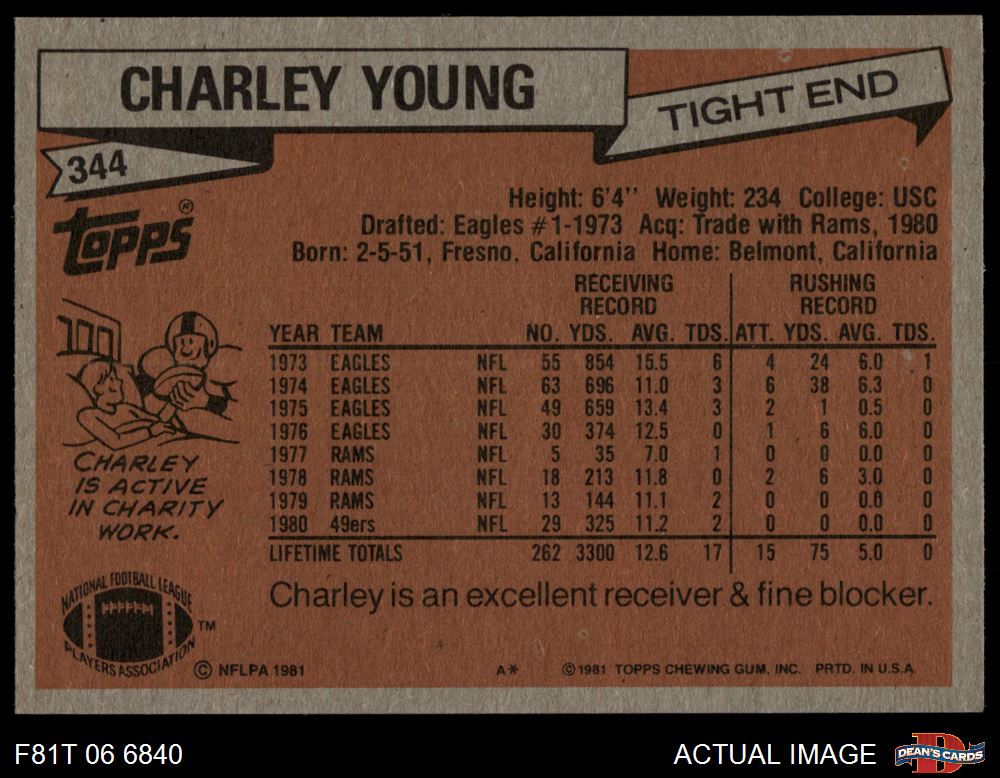 CHARLEY YOUNG
TIGHT END
344
Topps®
Height: 6'4'' Weight: 234 College: USC
Drafted: Eagles #1-1973 Acq: Trade with Rams, 1980
Born: 2-5-51, Fresno, California Home: Belmont, California
RECEIVING RECORD RUSHING RECORD
YEAR TEAM NO. YDS. AVG. TDS. ATT. YDS. AVG. TDS.
1973 EAGLES NFL 55 854 15.5 6 4 24 6.0 1
1974 EAGLES NFL 63 696 11.0 3 6 38 6.3 0
1975 EAGLES NFL 49 659 13.4 3 2 1 0.5 0
1976 EAGLES NFL 30 374 12.5 0 1 6 6.0 0
1977 RAMS NFL 5 35 7.0 1 0 0 0.0 0
1978 RAMS NFL 18 213 11.8 0 2 6 3.0 0
1979 RAMS NFL 13 144 11.1 2 0 0 0.0 0
1980 49ers NFL 29 325 11.2 2 0 0 0.0 0
LIFETIME TOTALS 262 3300 12.6 17 15 75 5.0 0
CHARLEY
IS ACTIVE
IN CHARITY
WORK.
Charley is an excellent receiver & fine blocker.
NATIONAL FOOTBALL LEAGUE
PLAYERS ASSOCIATION
TM
© NFLPA 1981
A*
© 1981 TOPPS CHEWING GUM, INC. PRTD. IN U.S.A.
F81T 06 6840
ACTUAL IMAGE
D
DEAN'S CARDS